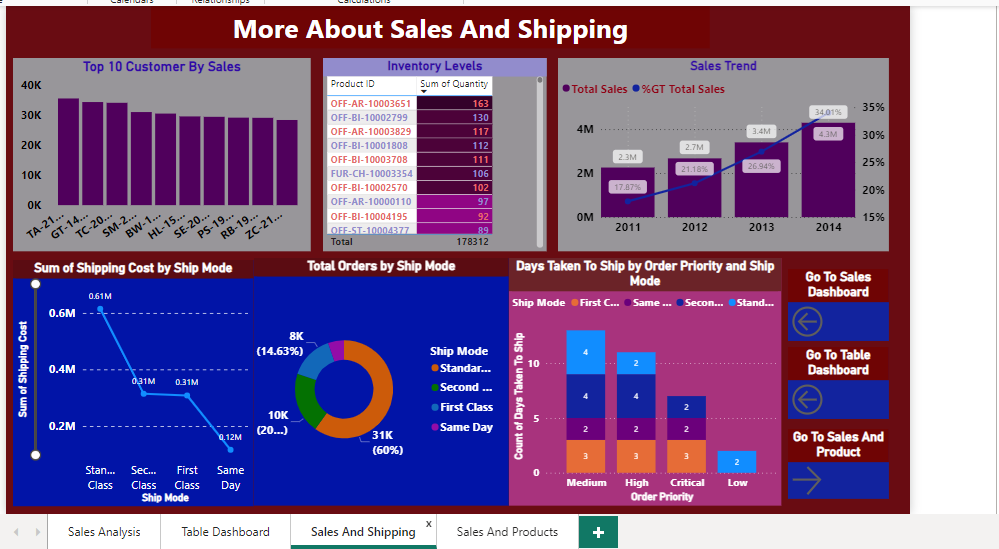 Calendars Relationships Calculations
More About Sales And Shipping
Top 10 Customer By Sales
40K
30K
20K
10K
0K
TA-21... GT-14... TC-20... SM-2... BW-1... HL-15... SE-20... PS-19... RB-19... ZC-21...
Inventory Levels
Product ID Sum of Quantity
OFF-AR-10003651 163
OFF-BI-10002799 130
OFF-AR-10003829 117
OFF-BI-10001808 112
OFF-BI-10003708 111
FUR-CH-10003354 106
OFF-BI-10002570 102
OFF-AR-10000110 97
OFF-BI-10004195 92
OFF-ST-10004377 89
Total 178312
Sales Trend
Total Sales %GT Total Sales
4M
2M
0M
2.3M
2.7M
3.4M
4.3M
17.87%
21.18%
26.94%
34.01%
35%
30%
25%
20%
15%
2011 2012 2013 2014
Sum of Shipping Cost by Ship Mode
Sum of Shipping Cost
0.6M
0.4M
0.2M
0.61M
0.31M
0.31M
0.12M
Stan... Sec... First Same
Class Class Class Day
Ship Mode
Total Orders by Ship Mode
8K
(14.63%)
10K
(20...)
31K
(60%)
Ship Mode
Standar...
Second ...
First Class
Same Day
Days Taken To Ship by Order Priority and Ship
Mode
Ship Mode First C... Same ... Secon... Stand...
Count of Days Taken To Ship
10
5
0
4
4
2
3
2
4
2
3
2
2
3
2
Medium High Critical Low
Order Priority
Go To Sales
Dashboard
Go To Table
Dashboard
Go To Sales And
Product
Sales Analysis Table Dashboard Sales And Shipping x Sales And Products +